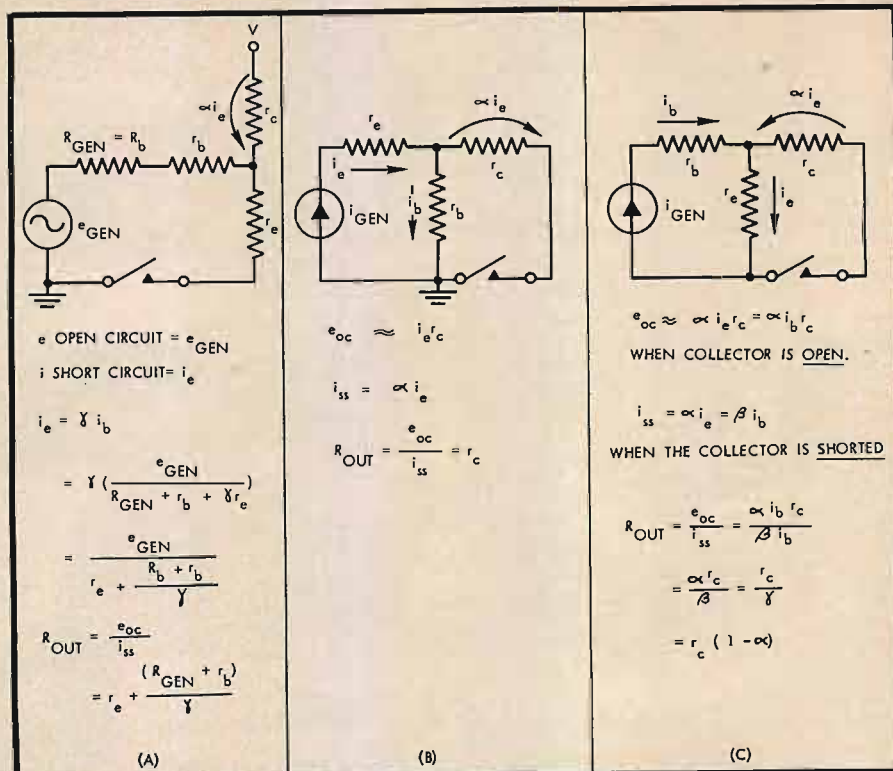 V
αi_e
r_c
R_GEN = R_b
r_b
r_e
e_GEN
e OPEN CIRCUIT = e_GEN
i SHORT CIRCUIT = i_e
i_e = γ i_b
= γ ( e_GEN / (R_GEN + r_b + γr_e) )
= e_GEN / (r_e + (R_b + r_b) / γ)
R_OUT = e_oc / i_ss
= r_e + (R_GEN + r_b) / γ
(A)
αi_e
r_e
r_c
i_e
i_b
r_b
i_GEN
e_oc ≈ i_e r_c
i_ss = α i_e
R_OUT = e_oc / i_ss = r_c
(B)
i_b
αi_e
r_b
r_c
r_e
i_e
i_GEN
e_oc ≈ α i_e r_c = α i_b r_c
WHEN COLLECTOR IS OPEN.
i_ss = α i_e = β i_b
WHEN THE COLLECTOR IS SHORTED
R_OUT = e_oc / i_ss = α i_b r_c / β i_b
= α r_c / β = r_c / γ
= r_c (1 - α)
(C)